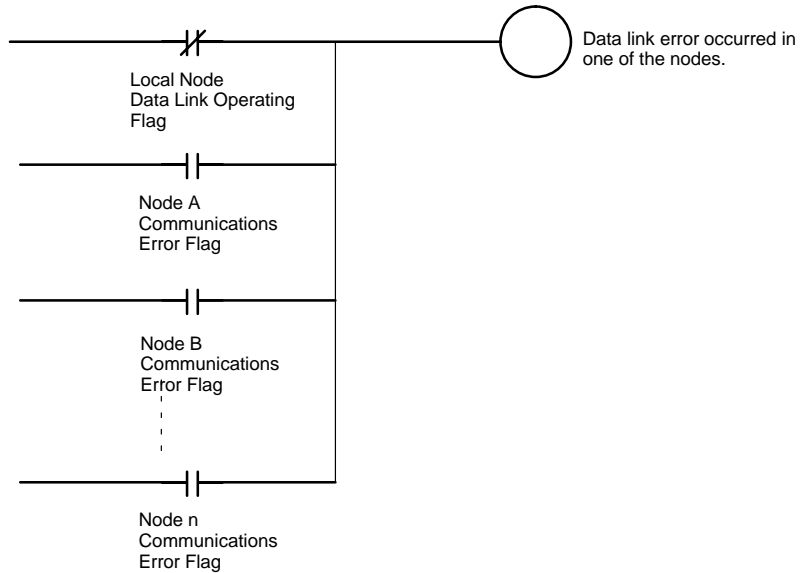 Data link error occurred in
one of the nodes.
Local Node
Data Link Operating
Flag
Node A
Communications
Error Flag
Node B
Communications
Error Flag
Node n
Communications
Error Flag